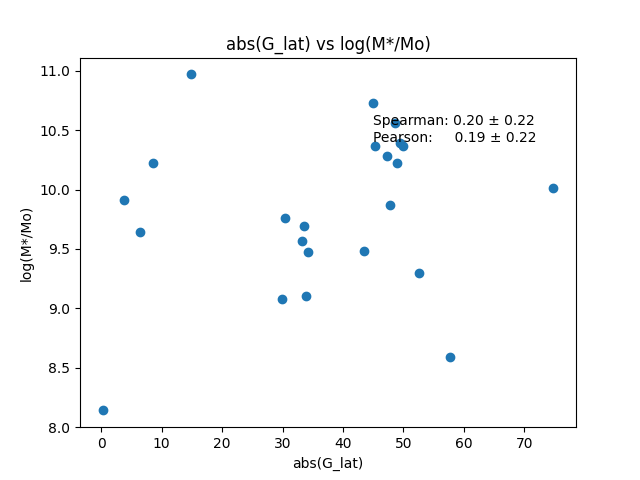 abs(G_lat) vs log(M*/Mo)
11.0
10.5
10.0
9.5
9.0
8.5
8.0
log(M*/Mo)
Spearman: 0.20 ± 0.22
Pearson: 0.19 ± 0.22
0 10 20 30 40 50 60 70
abs(G_lat)